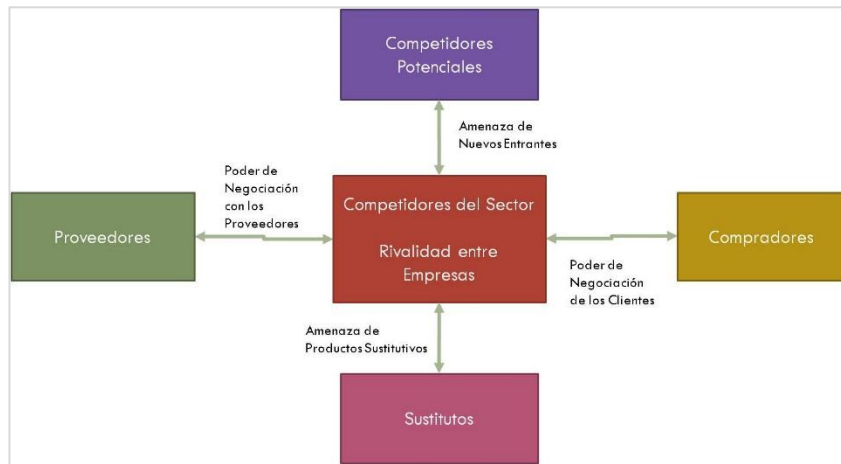 Competidores
Potenciales
Amenaza de
Nuevos Entrantes
Poder de
Negociación
con los
Proveedores
Proveedores
Competidores del Sector
Rivalidad entre
Empresas
Compradores
Poder de
Negociación
de los Clientes
Amenaza de
Productos Sustitutivos
Sustitutos